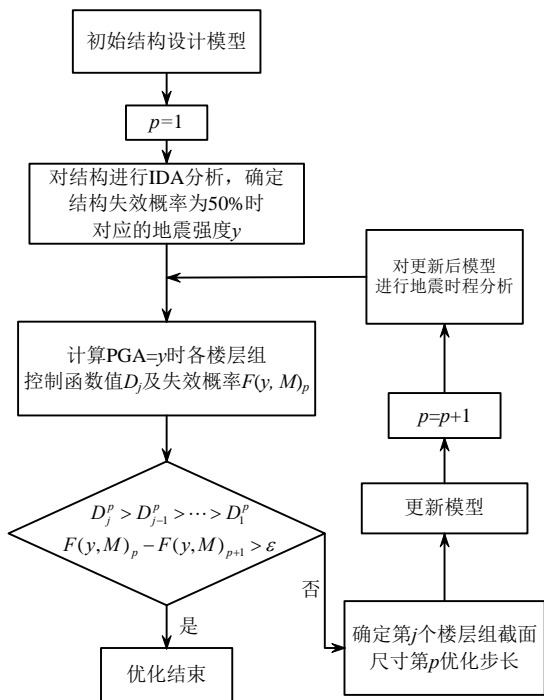 初始结构设计模型
p=1
对结构进行IDA分析，确定
结构失效概率为50%时
对应的地震强度y
对更新后模型
进行地震时程分析
计算PGA=y时各楼层组
控制函数值D_j及失效概率F(y, M)_p
p=p+1
更新模型
D_j^p > D_{j-1}^p > ⋯ > D_1^p
F(y,M)_p − F(y,M)_{p+1} > ε
否
是
确定第j个楼层组截面
尺寸第p优化步长
优化结束